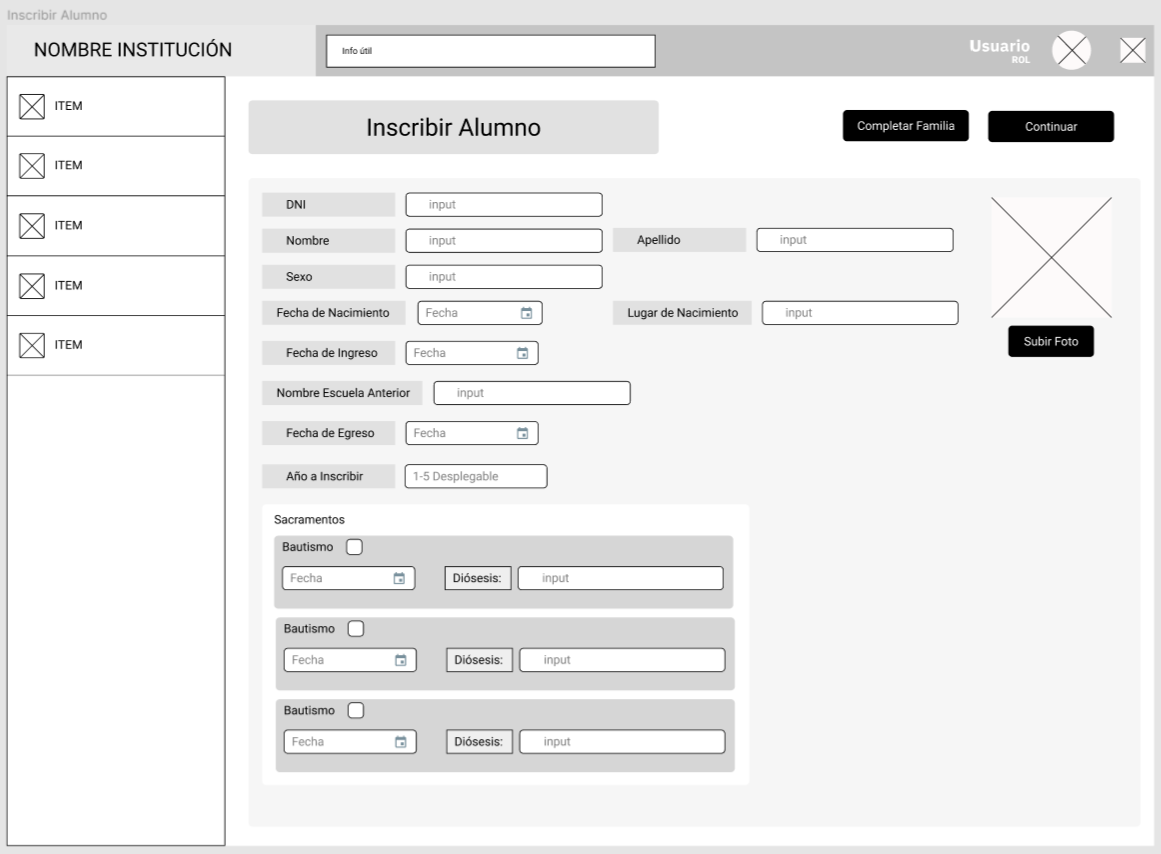 Inscribir Alumno
NOMBRE INSTITUCIÓN
Info útil
Usuario
ROL
ITEM
ITEM
ITEM
ITEM
ITEM
Inscribir Alumno
Completar Familia
Continuar
DNI input
Nombre input Apellido input
Sexo input
Fecha de Nacimiento Fecha Lugar de Nacimiento input
Subir Foto
Fecha de Ingreso Fecha
Nombre Escuela Anterior input
Fecha de Egreso Fecha
Año a Inscribir 1-5 Desplegable
Sacramentos
Bautismo
Fecha Diósesis: input
Bautismo
Fecha Diósesis: input
Bautismo
Fecha Diósesis: input